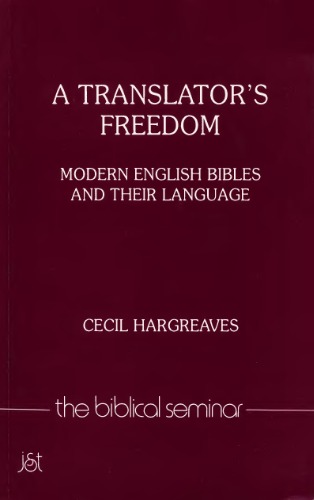 A TRANSLATOR'S
FREEDOM
MODERN ENGLISH BIBLES
AND THEIR LANGUAGE
CECIL HARGREAVES
the biblical seminar
jsot